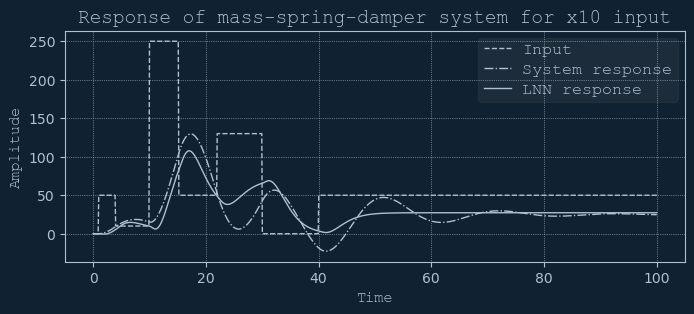 Response of mass-spring-damper system for x10 input
250
200
150
100
50
0
Amplitude
Input
System response
LNN response
0
20
40
60
80
100
Time